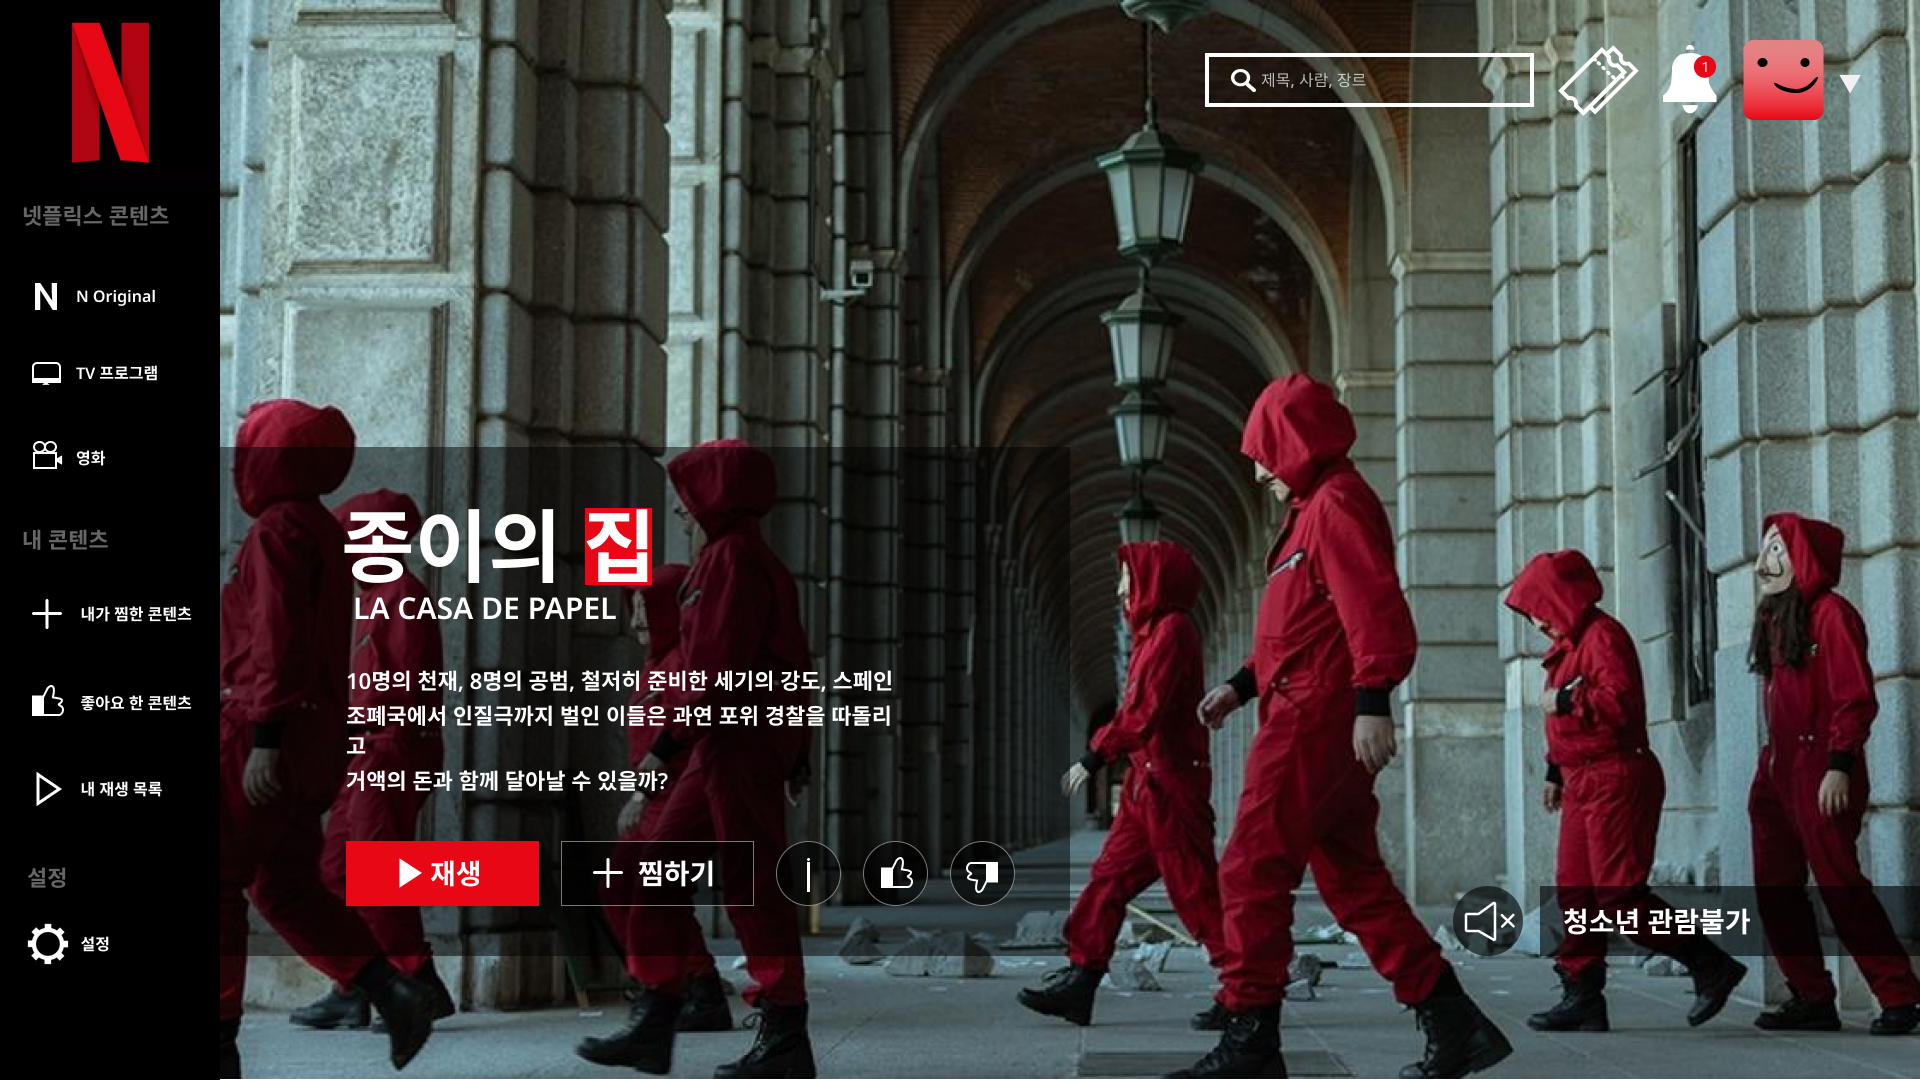 넷플릭스 콘텐츠
N Original
TV 프로그램
영화
내 콘텐츠
내가 찜한 콘텐츠
좋아요 한 콘텐츠
내 재생 목록
설정
설정
제목, 사람, 장르
1
종이의 집
LA CASA DE PAPEL
10명의 천재, 8명의 공범, 철저히 준비한 세기의 강도, 스페인
조폐국에서 인질극까지 벌인 이들은 과연 포위 경찰을 따돌리
고
거액의 돈과 함께 달아날 수 있을까?
재생
찜하기
청소년 관람불가